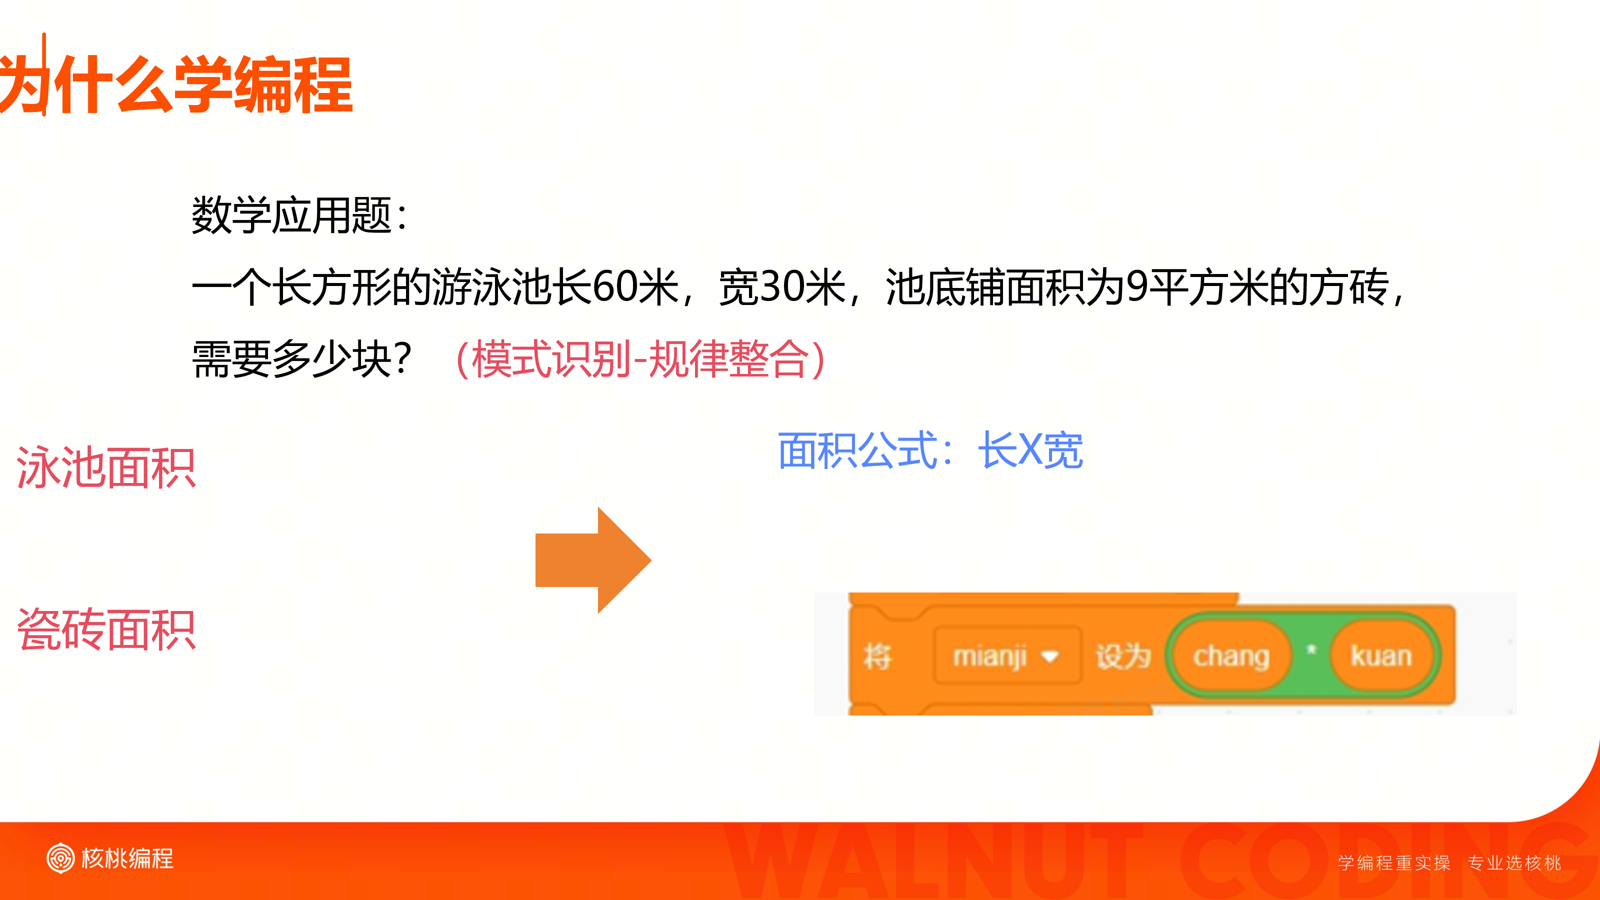 为什么学编程
数学应用题：
一个长方形的游泳池长60米，宽30米，池底铺面积为9平方米的方砖，
需要多少块？（模式识别-规律整合）
泳池面积
面积公式：长X宽
瓷砖面积
将 mianji 设为 chang * kuan
WALNUT CODING
核桃编程
学编程重实操 专业选核桃